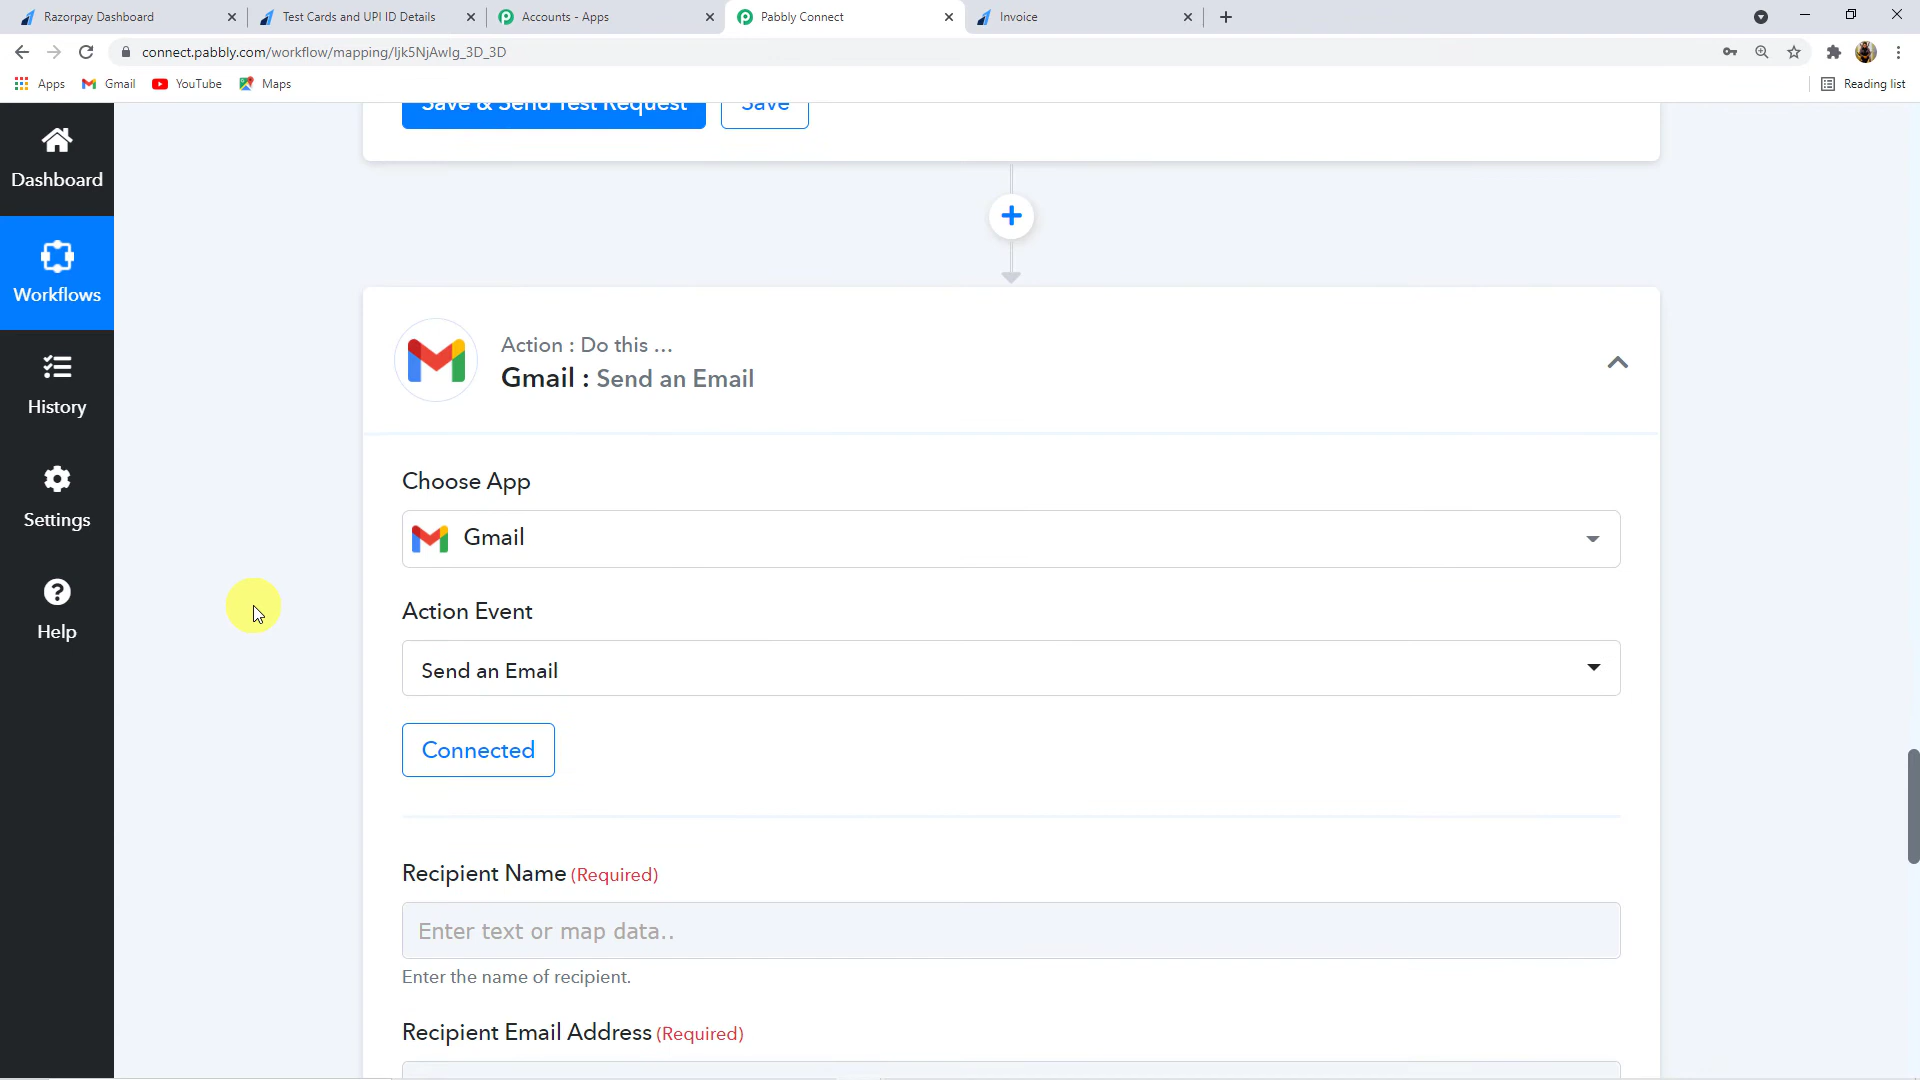 Razorpay Dashboard
Test Cards and UPI ID Details
Accounts - Apps
Pabbly Connect
Invoice
connect.pabbly.com/workflow/mapping/Ijk5NjAwIg_3D_3D
Apps
Gmail
YouTube
Maps
Reading list
Save & Send Test Request
Save
Dashboard
Workflows
History
Settings
Help
Action : Do this ...
Gmail : Send an Email
Choose App
Gmail
Action Event
Send an Email
Connected
Recipient Name (Required)
Enter text or map data..
Enter the name of recipient.
Recipient Email Address (Required)